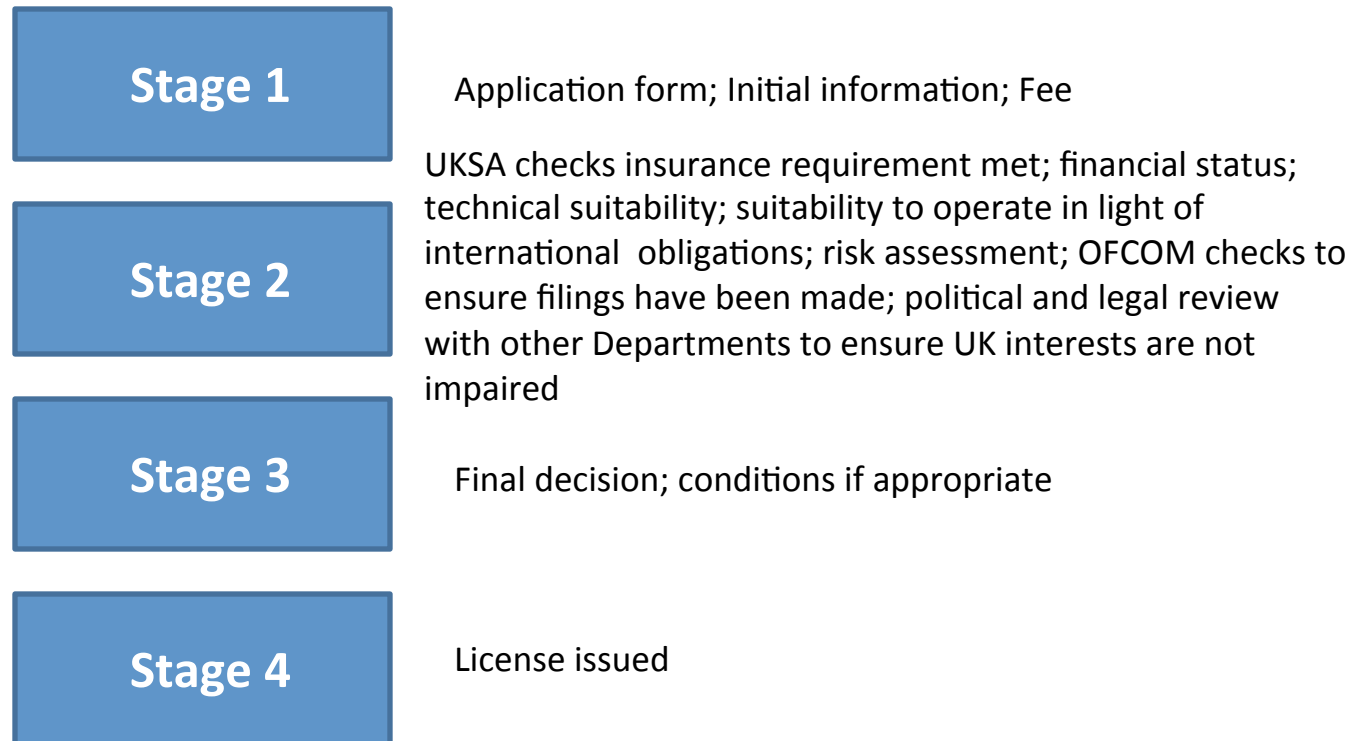 Stage 1
Application form; Initial information; Fee
UKSA checks insurance requirement met; financial status;
technical suitability; suitability to operate in light of
international  obligations; risk assessment; OFCOM checks to
ensure filings have been made; political and legal review
with other Departments to ensure UK interests are not
impaired
Stage 2
Stage 3
Final decision; conditions if appropriate
Stage 4
License issued